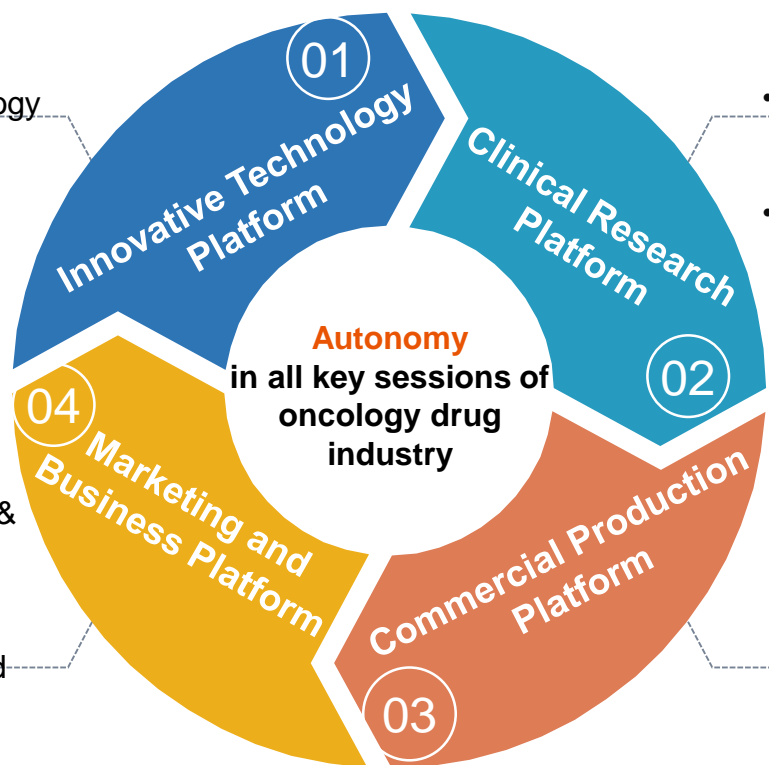 01
Innovative Technology
Platform
Clinical Research
Platform
02
Autonomy
in all key sessions of
oncology drug
industry
04
Marketing and
Business Platform
&
Commercial Production
Platform
03